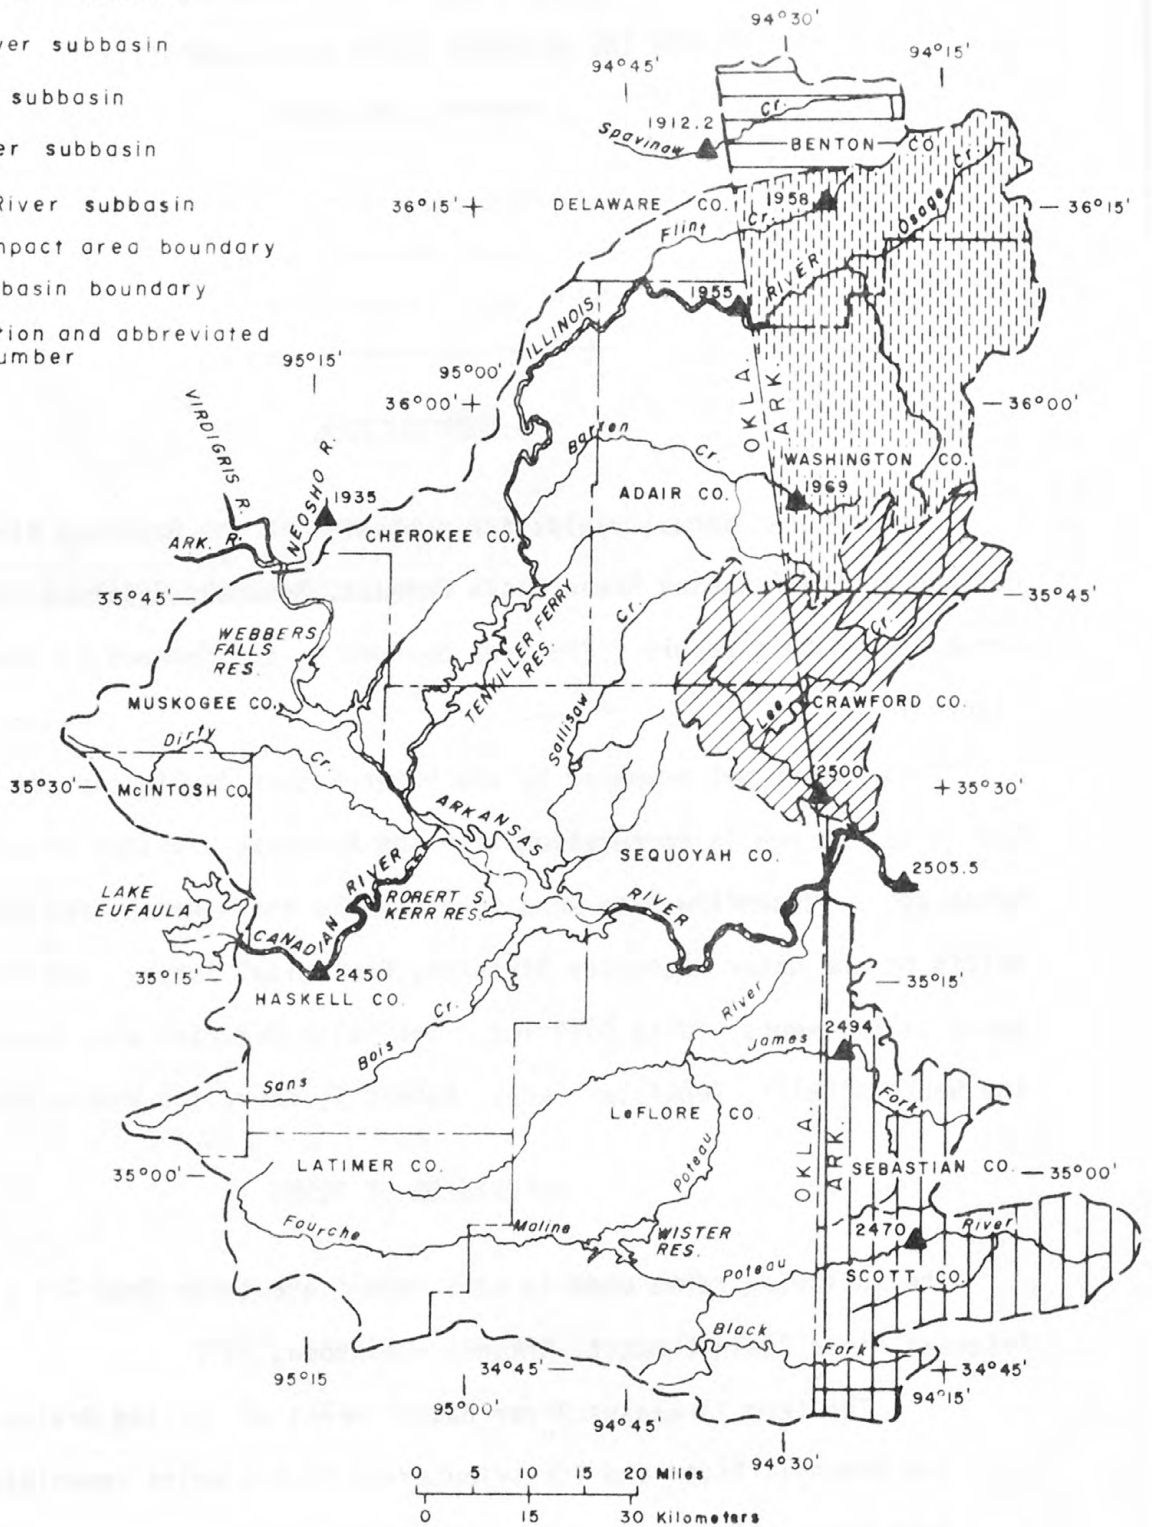 ver subbasin
subbasin
er subbasin
River subbasin
mpact area boundary
basin boundary
tion and abbreviated
umber
94°30'
94°45'
94°15'
1912.2
Spavinaw
Cr.
BENTON CO.
36°15'
DELAWARE CO.
1958
Flint
Cr.
Osage
Cr.
36°15'
1955
RIVER
ILLINOIS
95°15'
95°00'
36°00'
36°00'
OKLA.
ARK.
VIRDIGRIS R.
NEOSHO R.
1935
ARK. R.
Barren
Cr.
WASHINGTON CO.
ADAIR CO.
1969
CHEROKEE CO.
35°45'
35°45'
WEBBERS
FALLS
RES.
TENKILLER FERRY
RES.
Cr.
Cr.
MUSKOGEE CO.
Sallisaw
Lee
CRAWFORD CO.
Dirty
Cr.
35°30'
McINTOSH CO.
2500
35°30'
ARKANSAS
SEQUOYAH CO.
2505.5
LAKE
EUFAULA
CANADIAN RIVER
ROBERT S.
KERR RES.
RIVER
35°15'
2450
35°15'
HASKELL CO.
River
2494
James
Fork
Sans
Bois
Cr.
LeFLORE CO.
OKLA.
ARK.
LATIMER CO.
Poteau
SEBASTIAN CO.
35°00'
35°00'
Fourche
Maline
WISTER
RES.
2470
River
Poteau
SCOTT CO.
Black
Fork
34°45'
34°45'
95°15
95°00'
94°45'
94°15'
94°30'
0 5 10 20 Miles
0 15 30 Kilometers